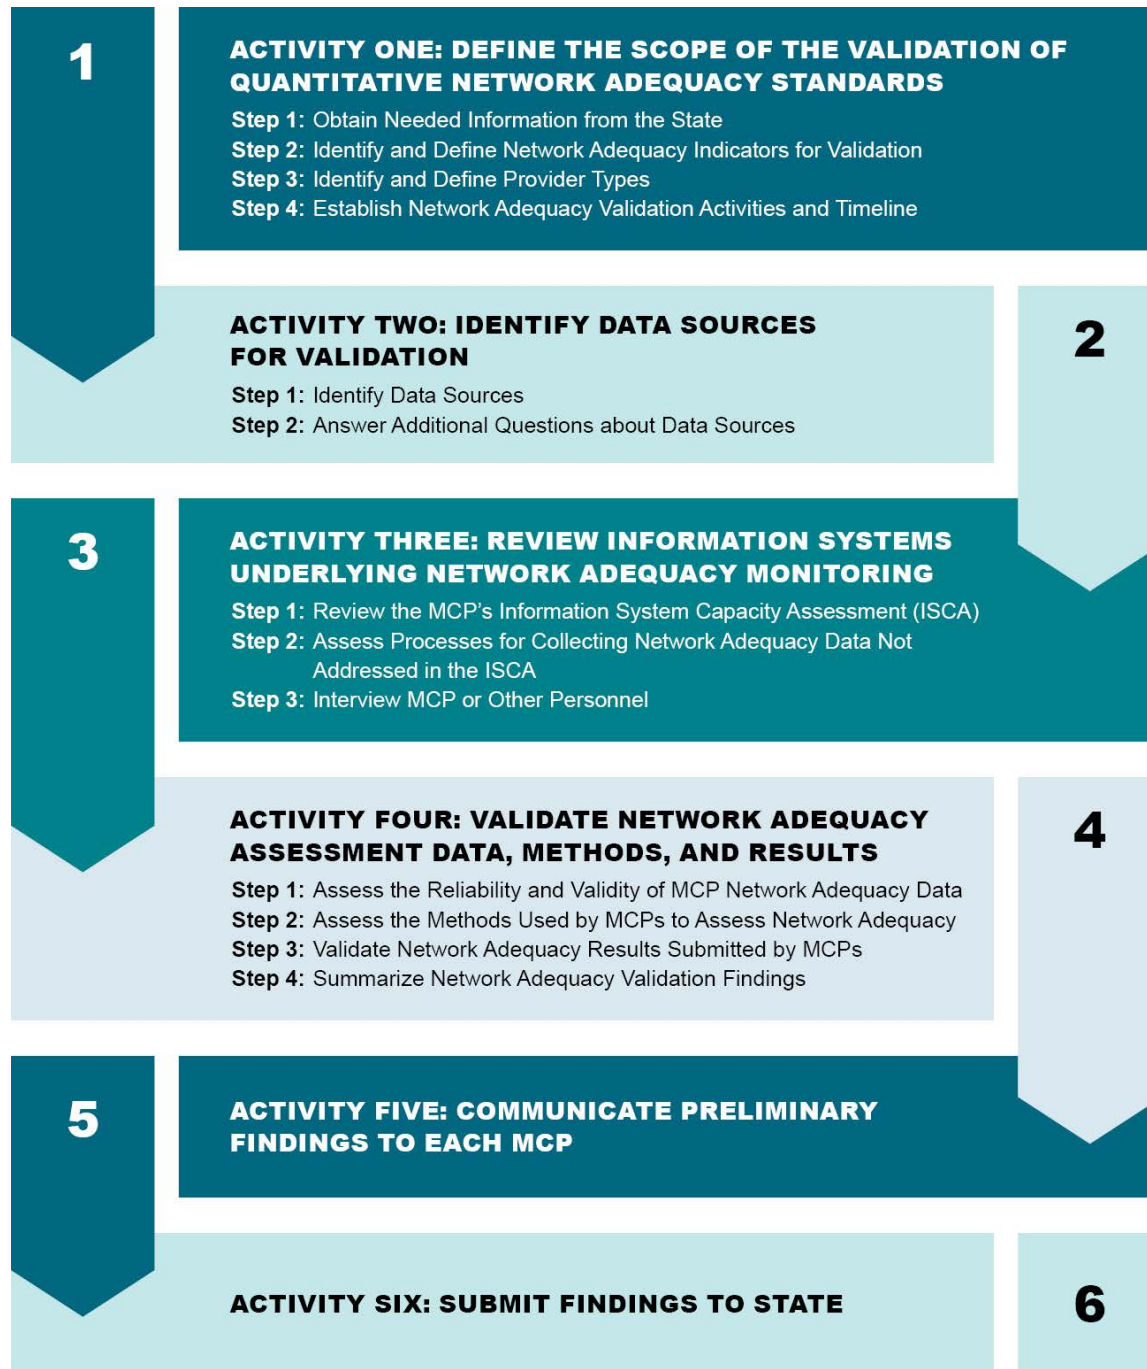 1
ACTIVITY ONE: DEFINE THE SCOPE OF THE VALIDATION OF
QUANTITATIVE NETWORK ADEQUACY STANDARDS
Step 1: Obtain Needed Information from the State
Step 2: Identify and Define Network Adequacy Indicators for Validation
Step 3: Identify and Define Provider Types
Step 4: Establish Network Adequacy Validation Activities and Timeline
2
ACTIVITY TWO: IDENTIFY DATA SOURCES
FOR VALIDATION
Step 1: Identify Data Sources
Step 2: Answer Additional Questions about Data Sources
3
ACTIVITY THREE: REVIEW INFORMATION SYSTEMS
UNDERLYING NETWORK ADEQUACY MONITORING
Step 1: Review the MCP's Information System Capacity Assessment (ISCA)
Step 2: Assess Processes for Collecting Network Adequacy Data Not
Addressed in the ISCA
Step 3: Interview MCP or Other Personnel
4
ACTIVITY FOUR: VALIDATE NETWORK ADEQUACY
ASSESSMENT DATA, METHODS, AND RESULTS
Step 1: Assess the Reliability and Validity of MCP Network Adequacy Data
Step 2: Assess the Methods Used by MCPs to Assess Network Adequacy
Step 3: Validate Network Adequacy Results Submitted by MCPs
Step 4: Summarize Network Adequacy Validation Findings
5
ACTIVITY FIVE: COMMUNICATE PRELIMINARY
FINDINGS TO EACH MCP
6
ACTIVITY SIX: SUBMIT FINDINGS TO STATE